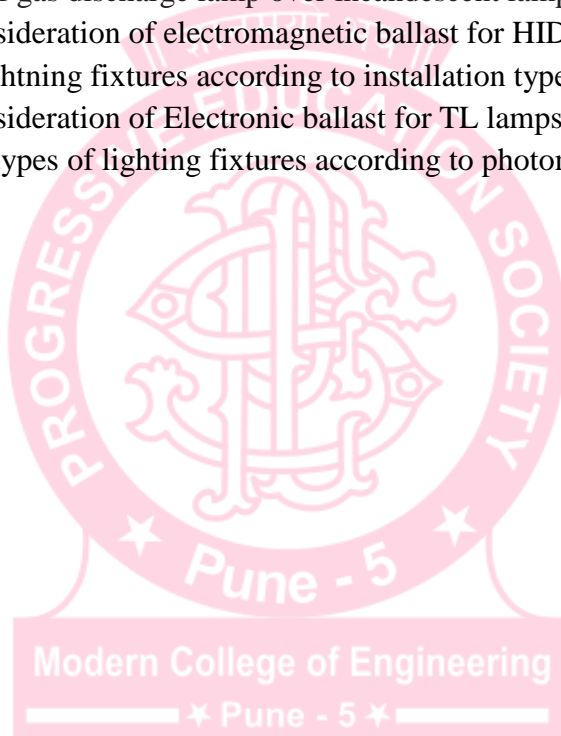 gas discharge lamp over incandescent lamp
sideration of electromagnetic ballast for HID
ghtning fixtures according to installation type
sideration of Electronic ballast for TL lamps
ypes of lighting fixtures according to photo
PROGRESSIVE EDUCATION SOCIETY
Pune - 5
Modern College of Engineering
Pune - 5